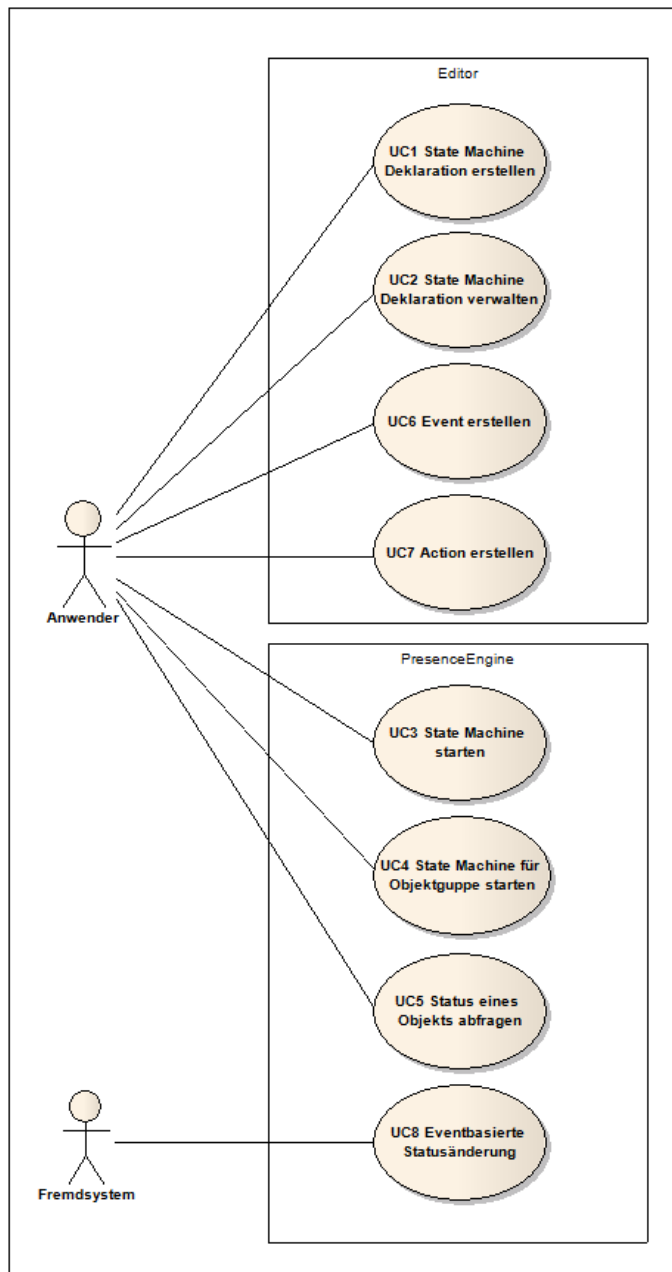 Editor
UC1 State Machine
Deklaration erstellen
UC2 State Machine
Deklaration verwalten
UC6 Event erstellen
UC7 Action erstellen
Anwender
PresenceEngine
UC3 State Machine
starten
UC4 State Machine für
Objektguppe starten
UC5 Status eines
Objekts abfragen
UC8 Eventbasierte
Statusänderung
Fremdsystem